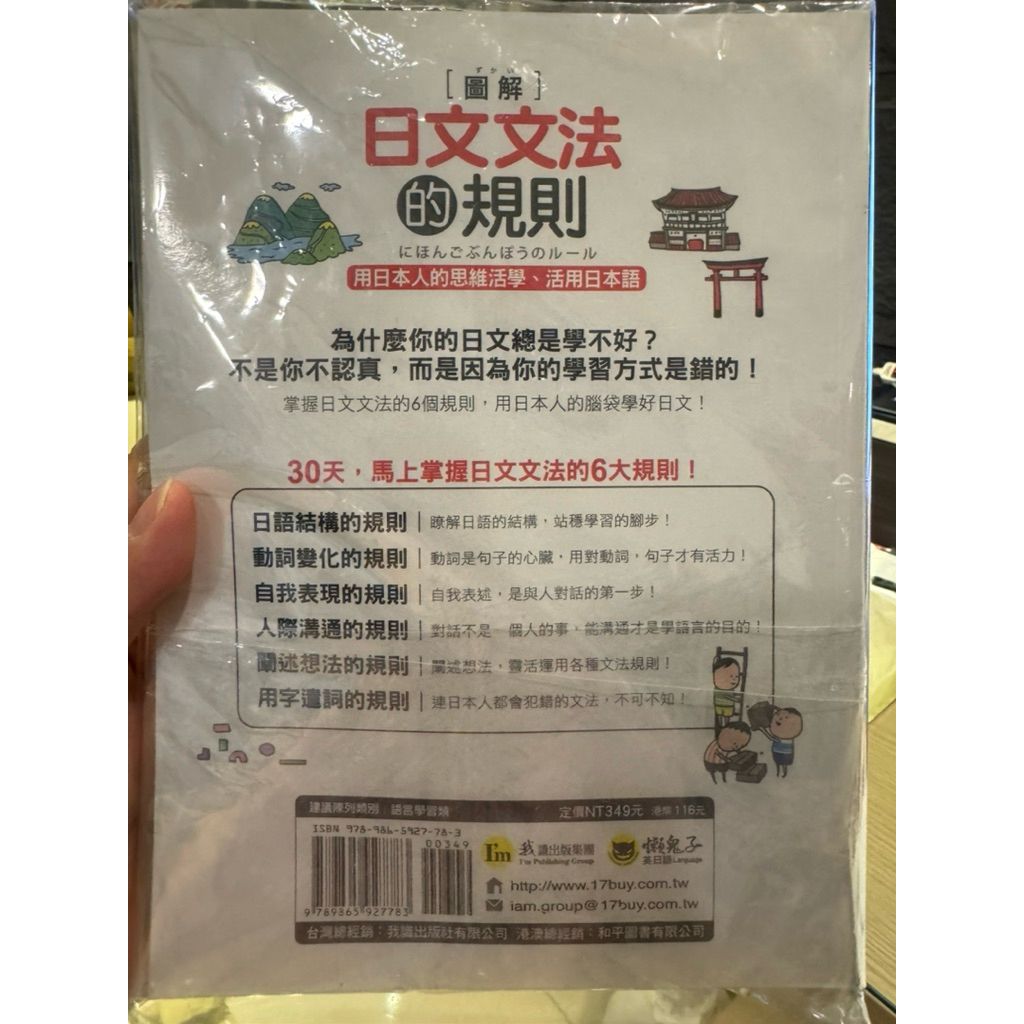 ずかい
[圖解]
日文文法
的規則
にほんごぶんぽうのルール
用日本人的思維活學、活用日本語
為什麼你的日文總是學不好？
不是你不認真，而是因為你的學習方式是錯的！
掌握日文文法的6個規則，用日本人的腦袋學好日文！
30天，馬上掌握日文文法的6大規則！
日語結構的規則｜瞭解日語的結構，站穩學習的腳步！
動詞變化的規則｜動詞是句子的心臟，用對動詞，句子才有活力！
自我表現的規則｜自我表述，是與人對話的第一步！
人際溝通的規則｜對話不是一個人的事，能溝通才是學語言的目的！
闡述想法的規則｜闡述想法，靈活運用各種文法規則！
用字遣詞的規則｜連日本人都會犯錯的文法，不可不知！
建議陳列類別：語言學習類 定價NT349元 港幣116元
ISBN 978-986-5927-78-3
00349
9 789865 927783
I'm 我識出版集團
I'm Publishing Group
懶鬼子
英日語 Language
http://www.17buy.com.tw
iam.group@17buy.com.tw
台灣總經銷：我識出版社有限公司 港澳總經銷：和平圖書有限公司